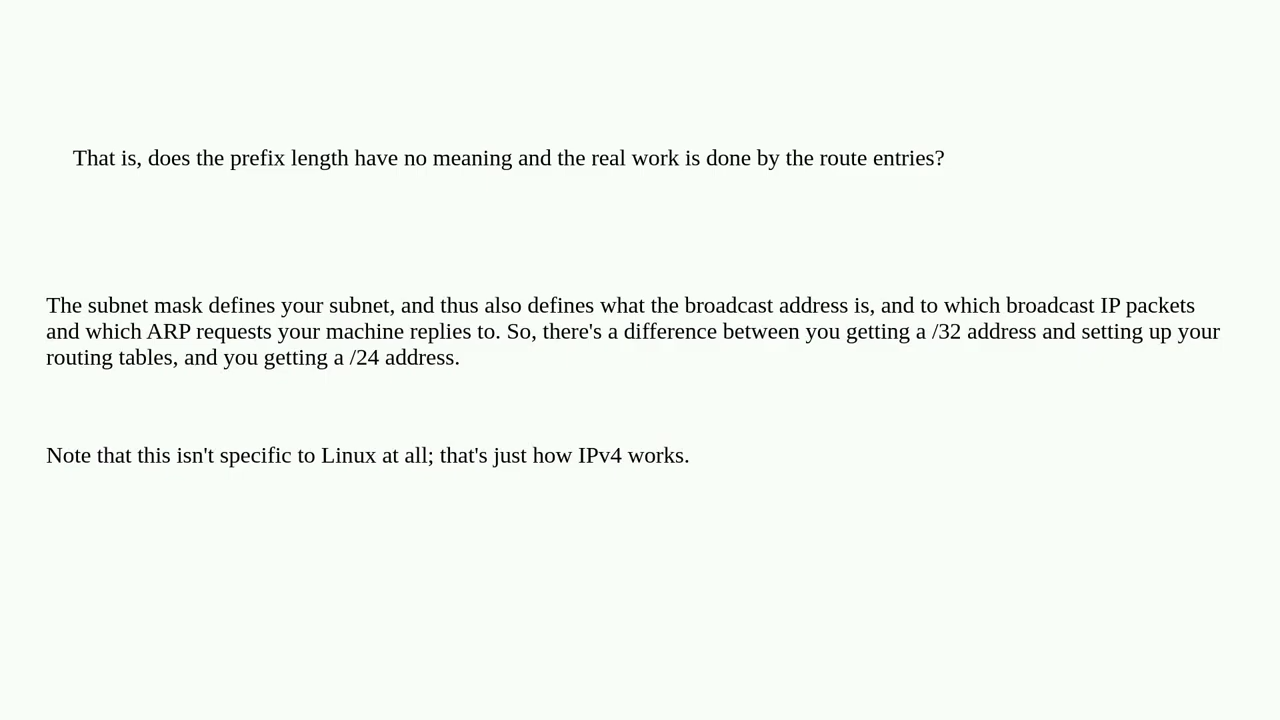 That is, does the prefix length have no meaning and the real work is done by the route entries?
The subnet mask defines your subnet, and thus also defines what the broadcast address is, and to which broadcast IP packets
and which ARP requests your machine replies to. So, there's a difference between you getting a /32 address and setting up your
routing tables, and you getting a /24 address.
Note that this isn't specific to Linux at all; that's just how IPv4 works.